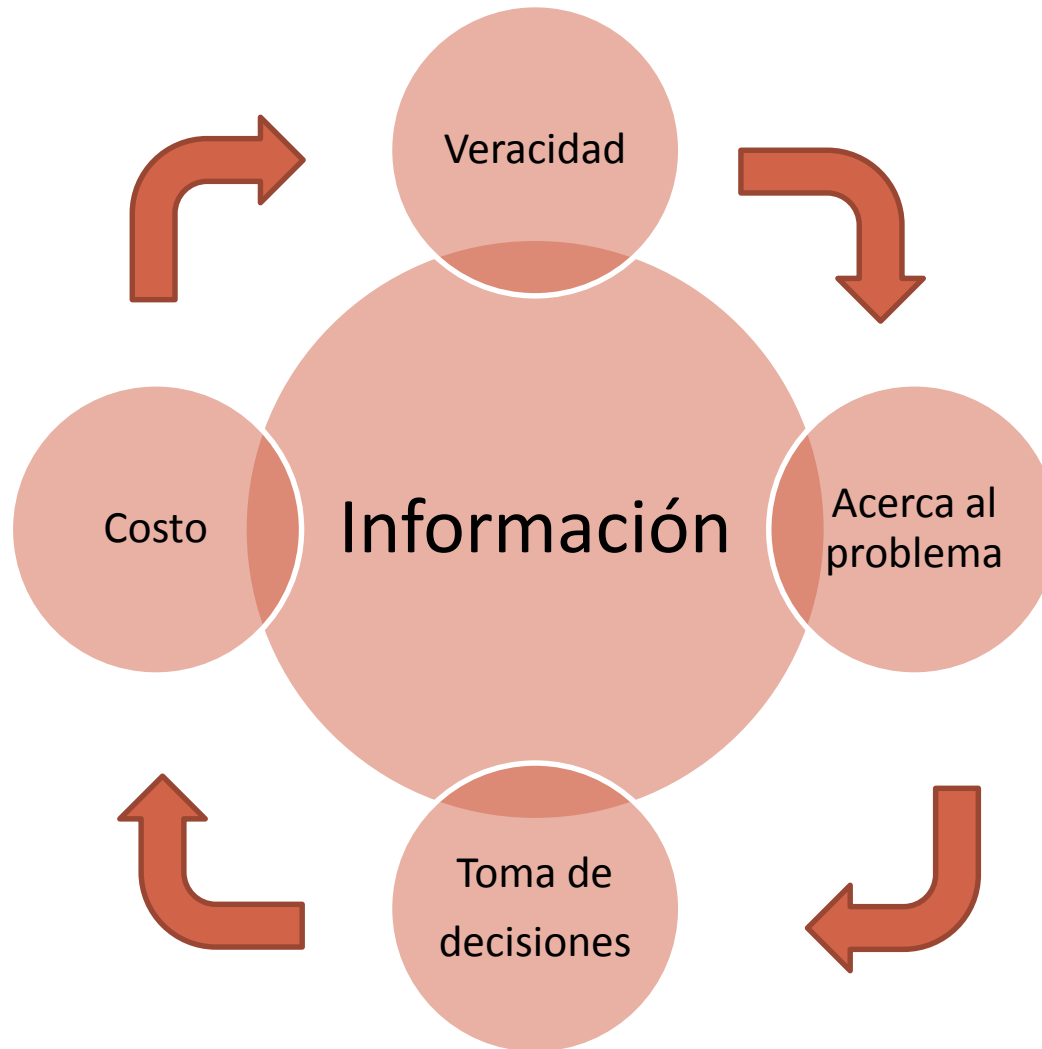 Veracidad
Costo
Información
Acerca al
problema
Toma de
decisiones